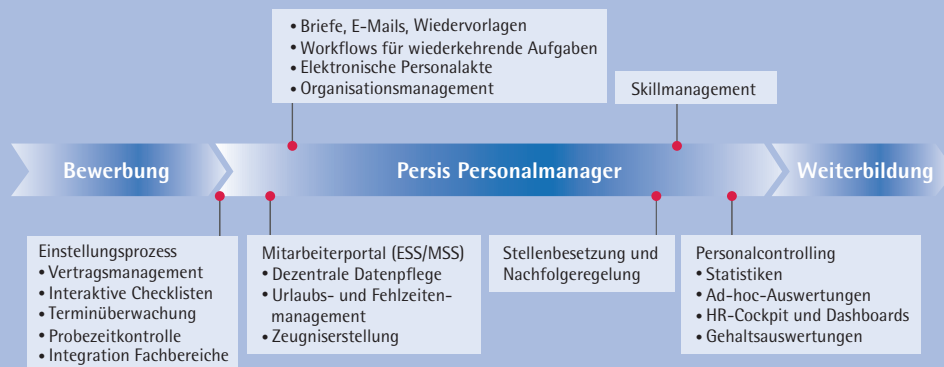 • Briefe, E-Mails, Wiedervorlagen
• Workflows für wiederkehrende Aufgaben
• Elektronische Personalakte
• Organisationsmanagement
Skillmanagement
Bewerbung
Persis Personalmanager
Weiterbildung
Einstellungsprozess
• Vertragsmanagement
• Interaktive Checklisten
• Terminüberwachung
• Probezeitkontrolle
• Integration Fachbereiche
Mitarbeiterportal (ESS/MSS)
• Dezentrale Datenpflege
• Urlaubs- und Fehlzeiten-
management
• Zeugniserstellung
Stellenbesetzung und
Nachfolgeregelung
Personalcontrolling
• Statistiken
• Ad-hoc-Auswertungen
• HR-Cockpit und Dashboards
• Gehaltsauswertungen